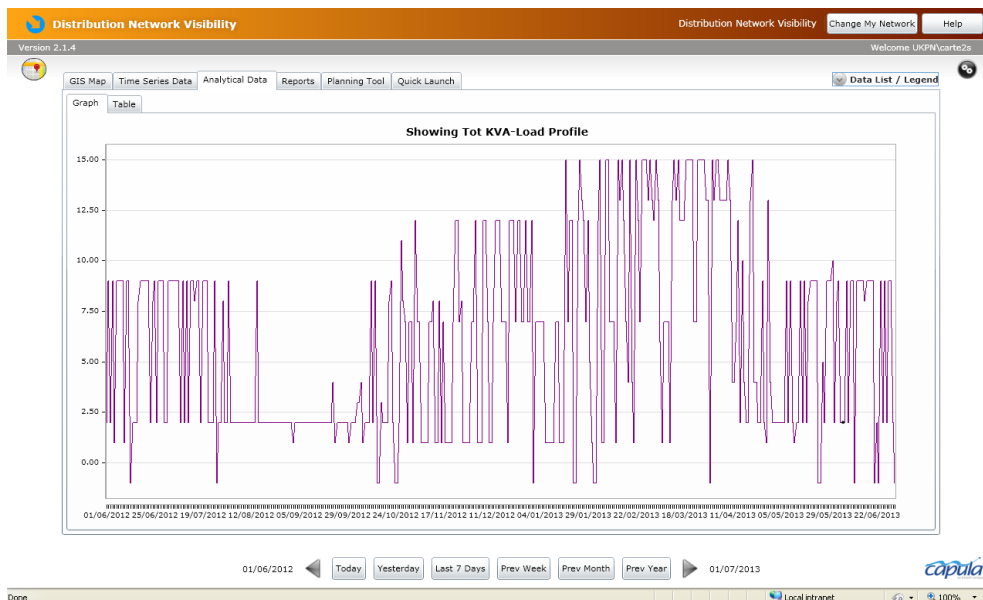 Distribution Network Visibility
Distribution Network Visibility Change My Network Help
Version 2.1.4
Welcome UKPN\carte2s
GIS Map Time Series Data Analytical Data Reports Planning Tool Quick Launch
Data List / Legend
Graph Table
Showing Tot KVA-Load Profile
15.00
12.50
10.00
7.50
5.00
2.50
0.00
01/06/2012 25/06/2012 19/07/2012 12/08/2012 05/09/2012 29/09/2012 24/10/2012 17/11/2012 11/12/2012 04/01/2013 29/01/2013 22/02/2013 18/03/2013 11/04/2013 05/05/2013 29/05/2013 22/06/2013
01/06/2012 Today Yesterday Last 7 Days Prev Week Prev Month Prev Year 01/07/2013
capula
Done Local intranet 100%